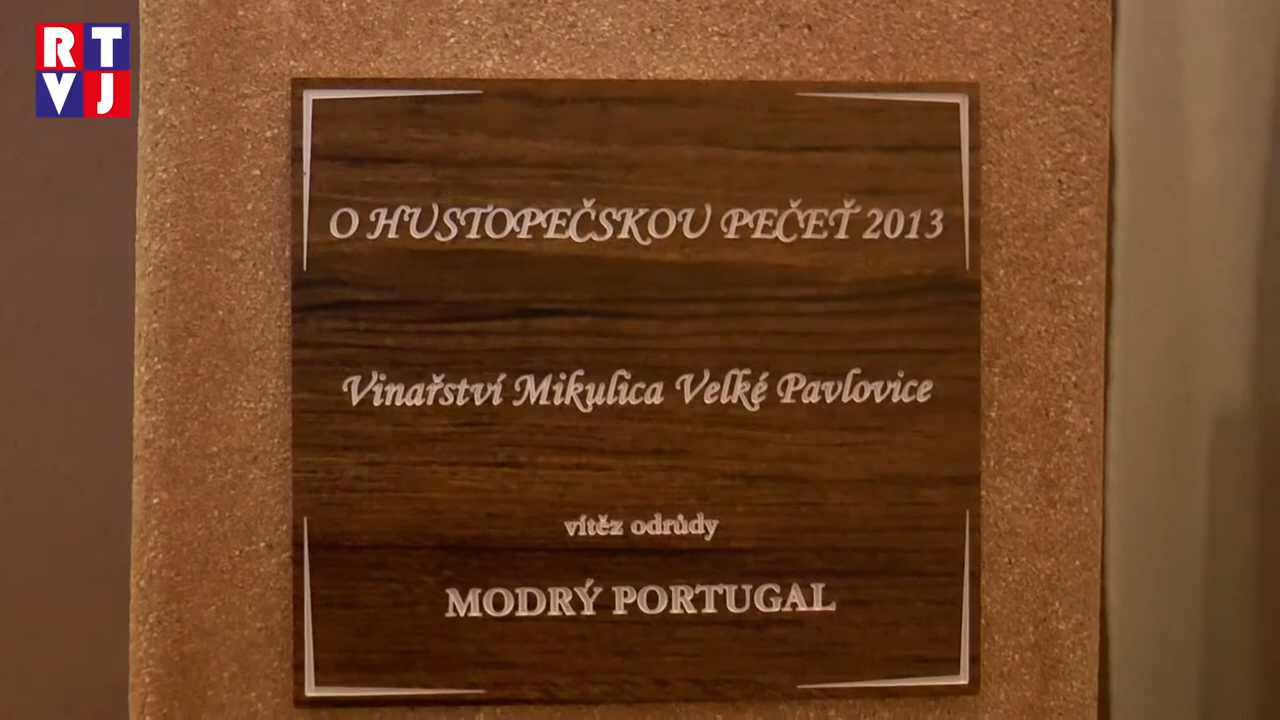 RT
VJ
O HUSTOPEČSKOU PEČEŤ 2013
Vinařství Mikulica Velké Pavlovice
vítěz odrůdy
MODRÝ PORTUGAL